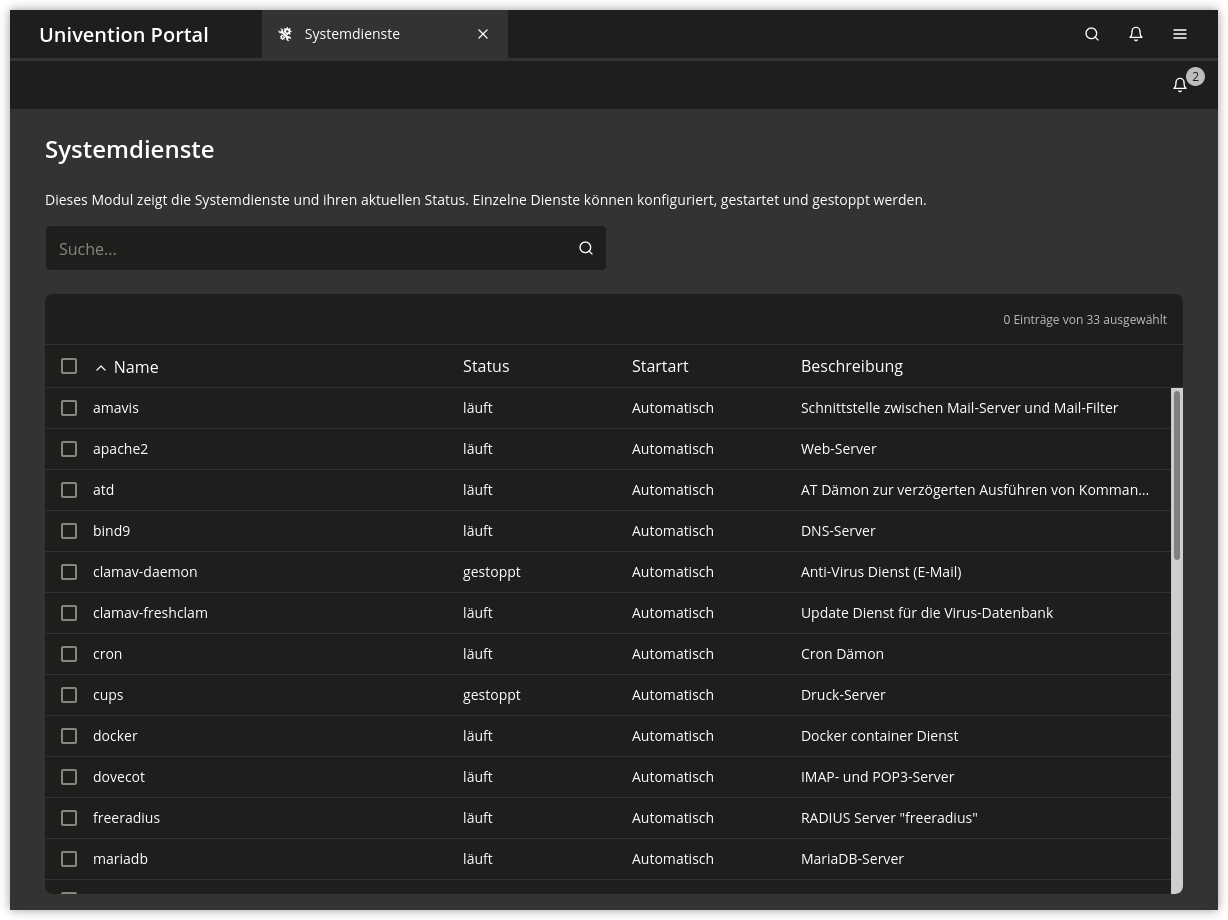 Univention Portal Systemdienste
2
Systemdienste
Dieses Modul zeigt die Systemdienste und ihren aktuellen Status. Einzelne Dienste können konfiguriert, gestartet und gestoppt werden.
Suche...
0 Einträge von 33 ausgewählt
Name Status Startart Beschreibung
amavis läuft Automatisch Schnittstelle zwischen Mail-Server und Mail-Filter
apache2 läuft Automatisch Web-Server
atd läuft Automatisch AT Dämon zur verzögerten Ausführen von Komman...
bind9 läuft Automatisch DNS-Server
clamav-daemon gestoppt Automatisch Anti-Virus Dienst (E-Mail)
clamav-freshclam läuft Automatisch Update Dienst für die Virus-Datenbank
cron läuft Automatisch Cron Dämon
cups gestoppt Automatisch Druck-Server
docker läuft Automatisch Docker container Dienst
dovecot läuft Automatisch IMAP- und POP3-Server
freeradius läuft Automatisch RADIUS Server "freeradius"
mariadb läuft Automatisch MariaDB-Server